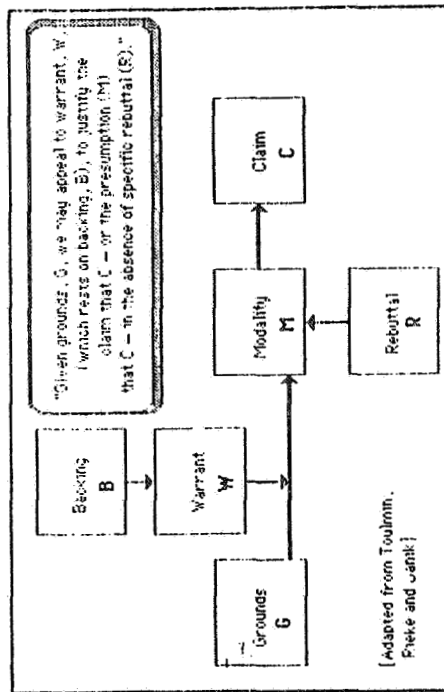 "Given grounds, G, we may appeal to warrant, W,
(which rests on backing, B), to justify the
claim that C – or the presumption (M)
that C – in the absence of specific rebuttal (R)."
Backing
B
Warrant
W
Grounds
G
Modality
M
Claim
C
Rebuttal
R
[Adapted from Toulmin,
Rieke and Janik]